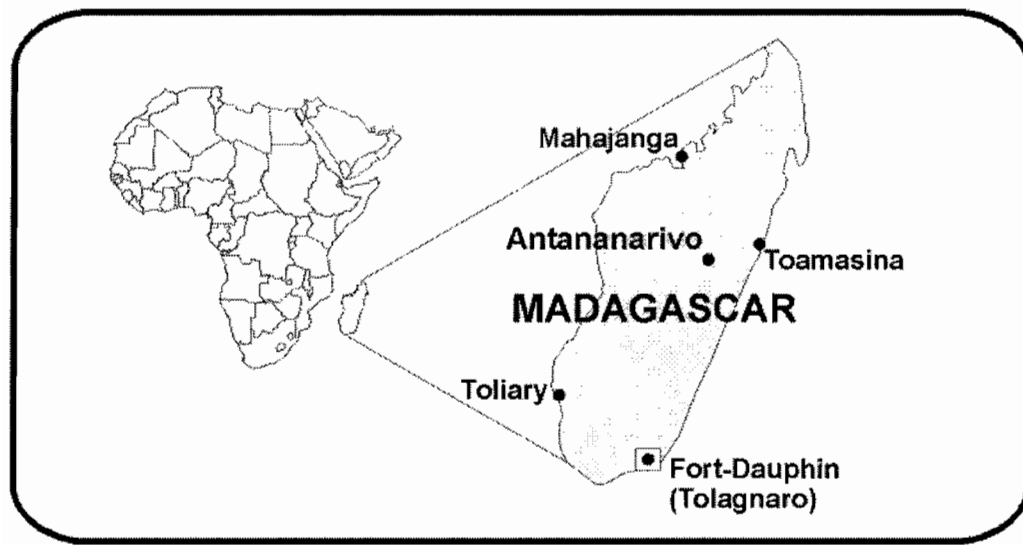 Mahajanga
Antananarivo
Toamasina
MADAGASCAR
Toliary
Fort-Dauphin
(Tolagnaro)